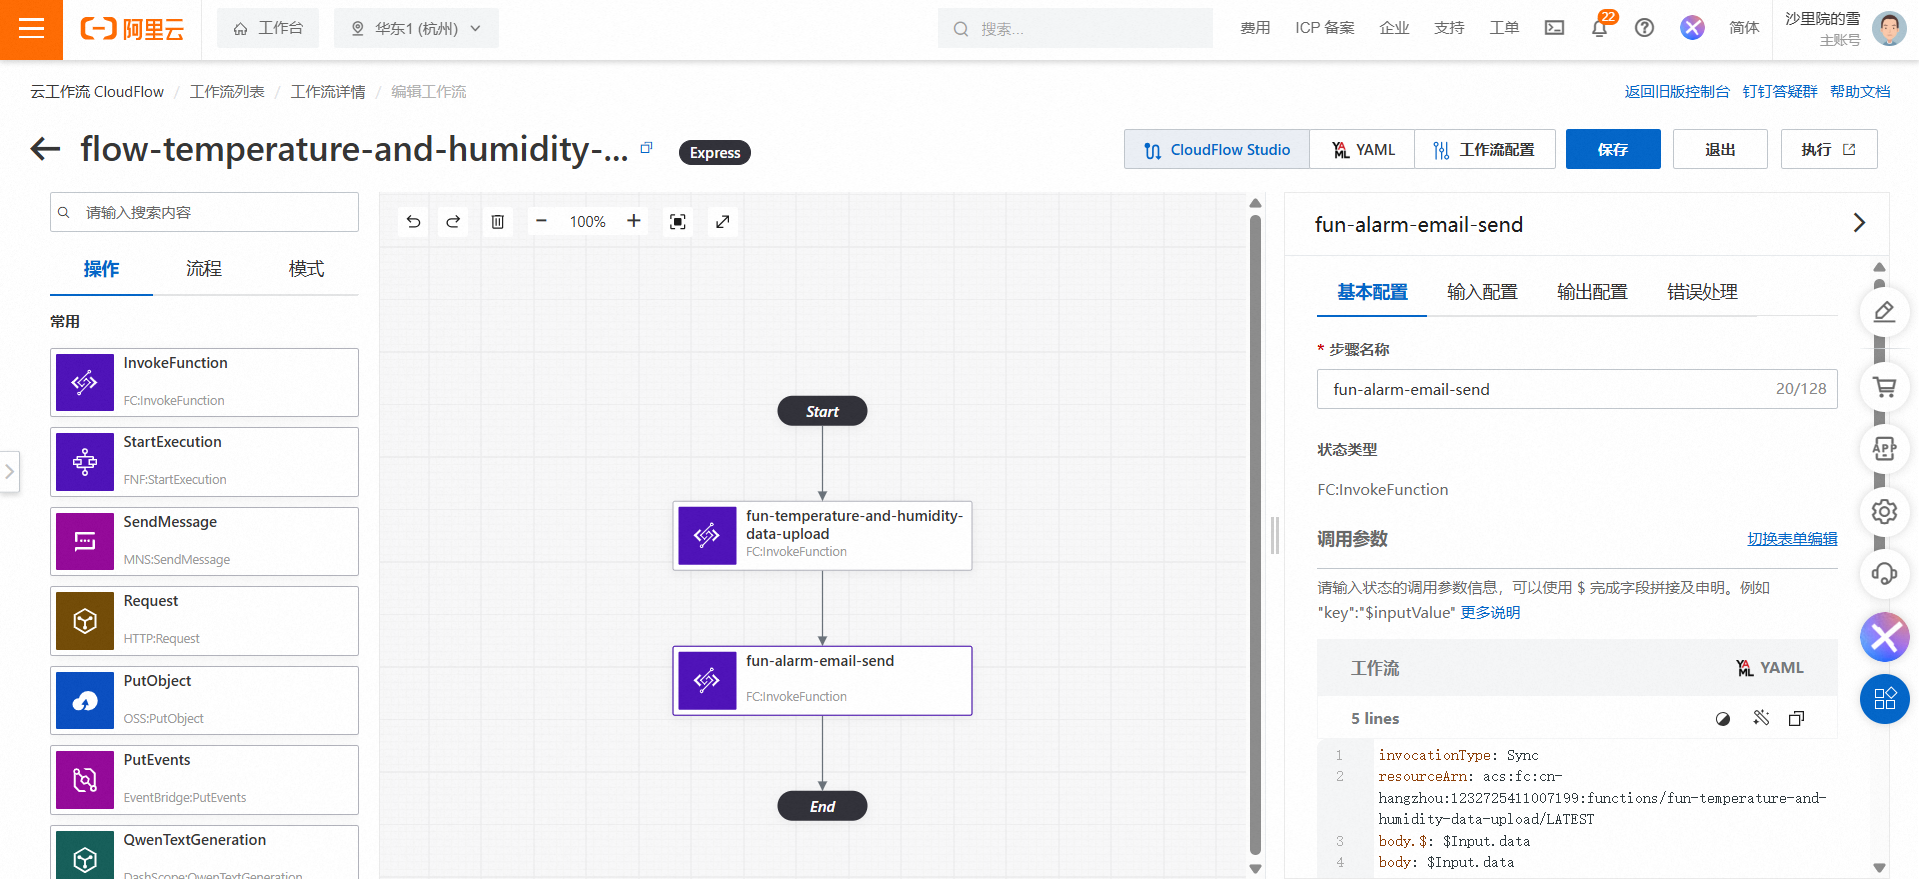 阿里云
工作台
华东1 (杭州)
搜索...
费用
ICP 备案
企业
支持
工单
22
简体
沙里院的雪
主账号
云工作流 CloudFlow / 工作流列表 / 工作流详情 / 编辑工作流
返回旧版控制台 钉钉答疑群 帮助文档
flow-temperature-and-humidity-...
Express
CloudFlow Studio
YAML
工作流配置
保存
退出
执行
请输入搜索内容
操作
流程
模式
常用
InvokeFunction
FC:InvokeFunction
StartExecution
FNF:StartExecution
SendMessage
MNS:SendMessage
Request
HTTP:Request
PutObject
OSS:PutObject
PutEvents
EventBridge:PutEvents
QwenTextGeneration
DashScope:QwenTextGeneration
100%
Start
fun-temperature-and-humidity-
data-upload
FC:InvokeFunction
fun-alarm-email-send
FC:InvokeFunction
End
fun-alarm-email-send
基本配置
输入配置
输出配置
错误处理
* 步骤名称
fun-alarm-email-send
20/128
状态类型
FC:InvokeFunction
调用参数
切换表单编辑
请输入状态的调用参数信息，可以使用 $ 完成字段拼接及申明。例如
"key":"$inputValue" 更多说明
工作流
YAML
5 lines
1 invocationType: Sync
2 resourceArn: acs:fc:cn-
hangzhou:1232725411007199:functions/fun-temperature-and-
humidity-data-upload/LATEST
3 body.$: $Input.data
4 body: $Input.data
APP